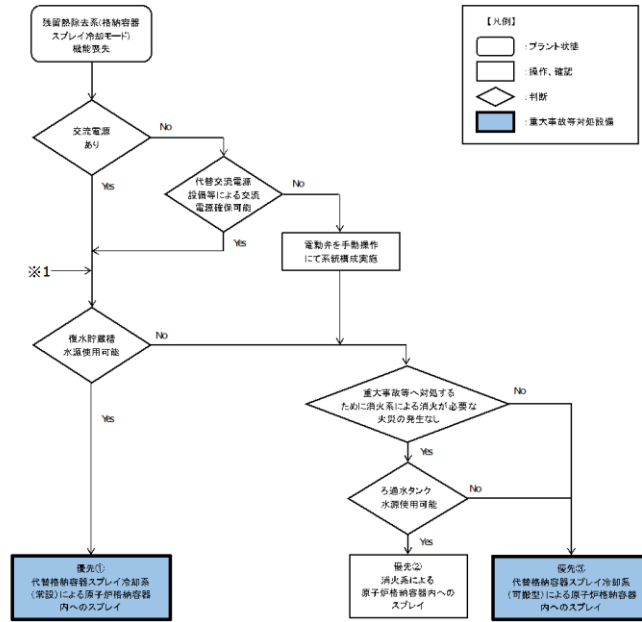 残留熱除去系(格納容器
スプレイ冷却モード)
機能喪失
【凡例】
:プラント状態
:操作、確認
:判断
:重大事故等対処設備
交流電源
あり
No
Yes
代替交流電源
設備等による交流
電源確保可能
No
Yes
電動弁を手動操作
にて系統構成実施
※1
復水貯蔵槽
水源使用可能
No
Yes
重大事故等へ対処する
ために消火系による消火が必要な
火災の発生なし
No
Yes
ろ過水タンク
水源使用可能
No
Yes
優先①
代替格納容器スプレイ冷却系
(常設)による原子炉格納容器
内へのスプレイ
優先②
消火系による
原子炉格納容器内への
スプレイ
優先③
代替格納容器スプレイ冷却系
(可搬型)による原子炉格納容器
内へのスプレイ